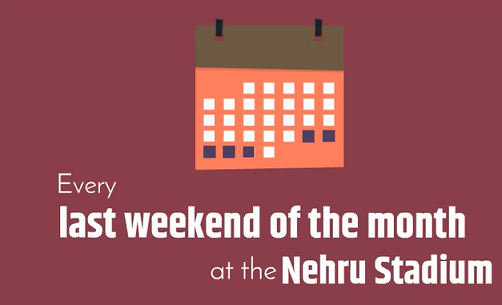 Every
last weekend of the month
at the Nehru Stadium